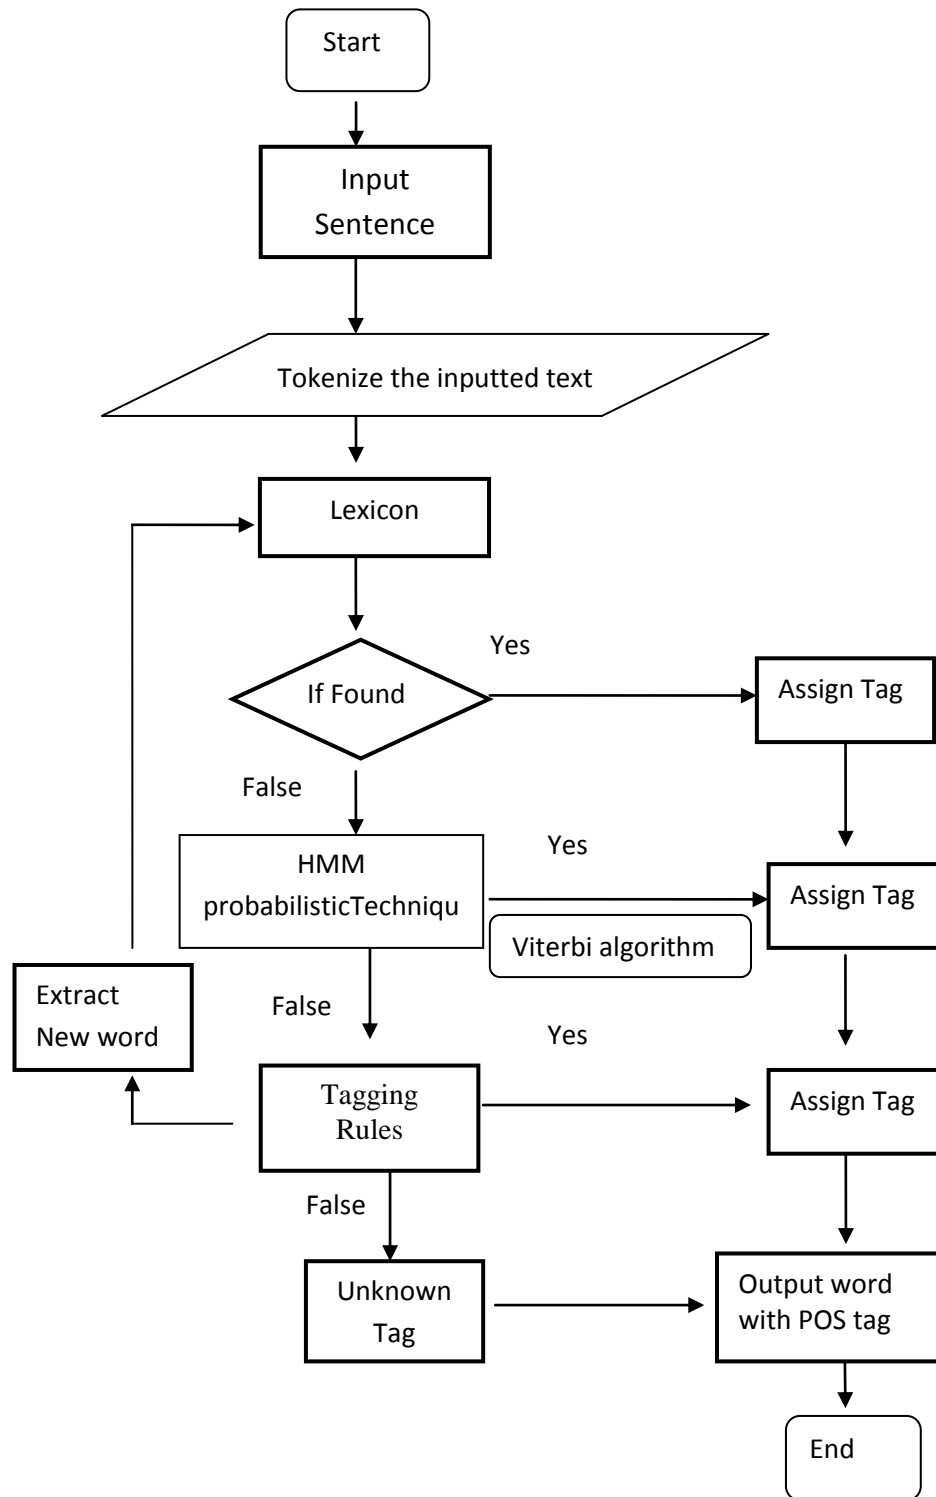 Start
Input
Sentence
Tokenize the inputted text
Lexicon
Yes
If Found
Assign Tag
False
Yes
HMM
probabilisticTechniqu
Assign Tag
Viterbi algorithm
Extract
New word
False
Yes
Tagging
Rules
Assign Tag
False
Unknown
Tag
Output word
with POS tag
End